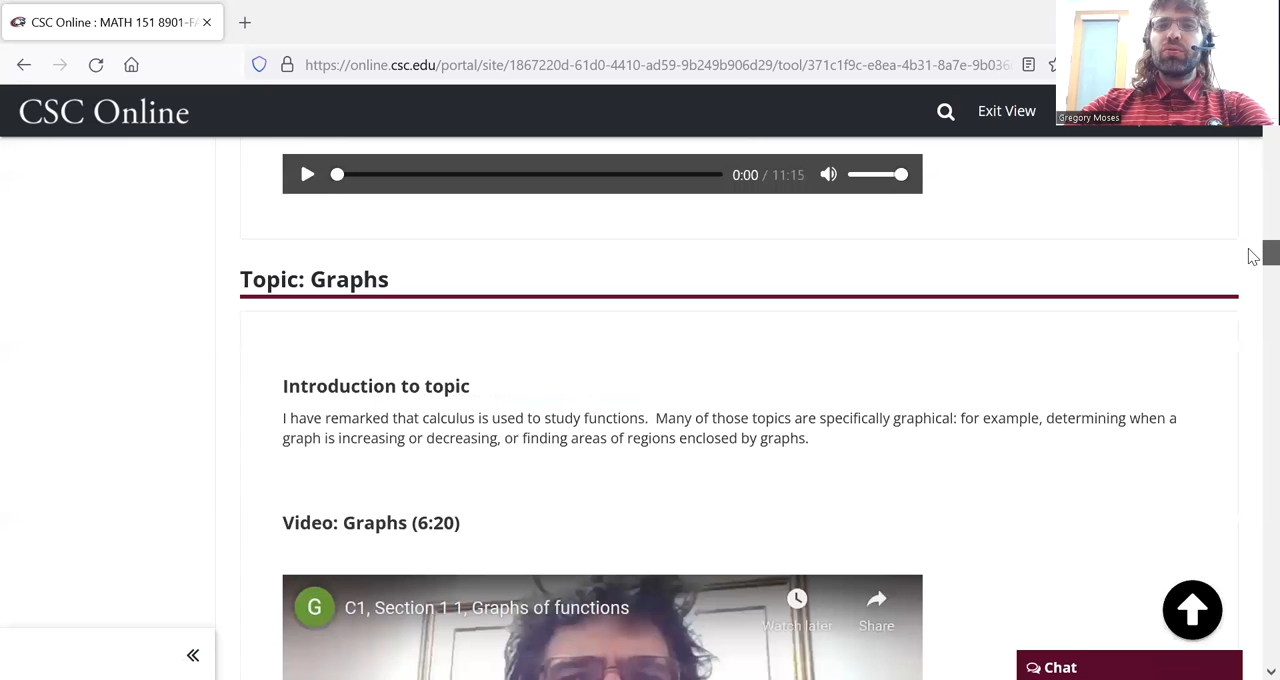 CSC Online : MATH 151 8901-FA
https://online.csc.edu/portal/site/1867220d-61d0-4410-ad59-9b249b906d29/tool/371c1f9c-e8ea-4b31-8a7e-9b036
CSC Online
Exit View
Gregory Moses
0:00 / 11:15
Topic: Graphs
Introduction to topic
I have remarked that calculus is used to study functions.  Many of those topics are specifically graphical: for example, determining when a
graph is increasing or decreasing, or finding areas of regions enclosed by graphs.
Video: Graphs (6:20)
G
C1, Section 1 1, Graphs of functions
Watch later
Share
Chat